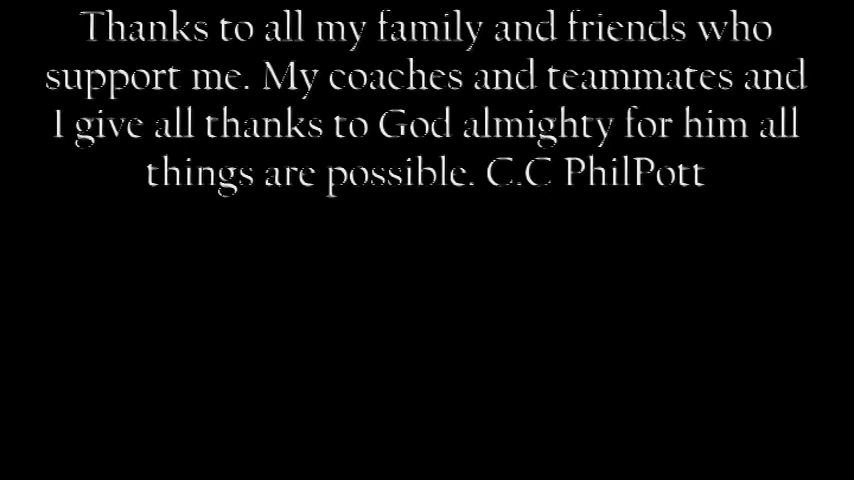 Thanks to all my family and friends who
support me. My coaches and teammates and
I give all thanks to God almighty for him all
things are possible. C.C PhilPott